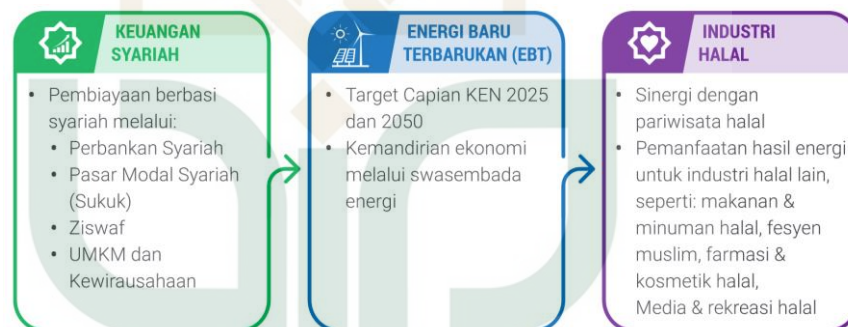 KEUANGAN
SYARIAH
• Pembiayaan berbasi
syariah melalui:
• Perbankan Syariah
• Pasar Modal Syariah
(Sukuk)
• Ziswaf
• UMKM dan
Kewirausahaan
ENERGI BARU
TERBARUKAN (EBT)
• Target Capian KEN 2025
dan 2050
• Kemandirian ekonomi
melalui swasembada
energi
INDUSTRI
HALAL
• Sinergi dengan
pariwisata halal
• Pemanfaatan hasil energi
untuk industri halal lain,
seperti: makanan &
minuman halal, fesyen
muslim, farmasi &
kosmetik halal,
Media & rekreasi halal